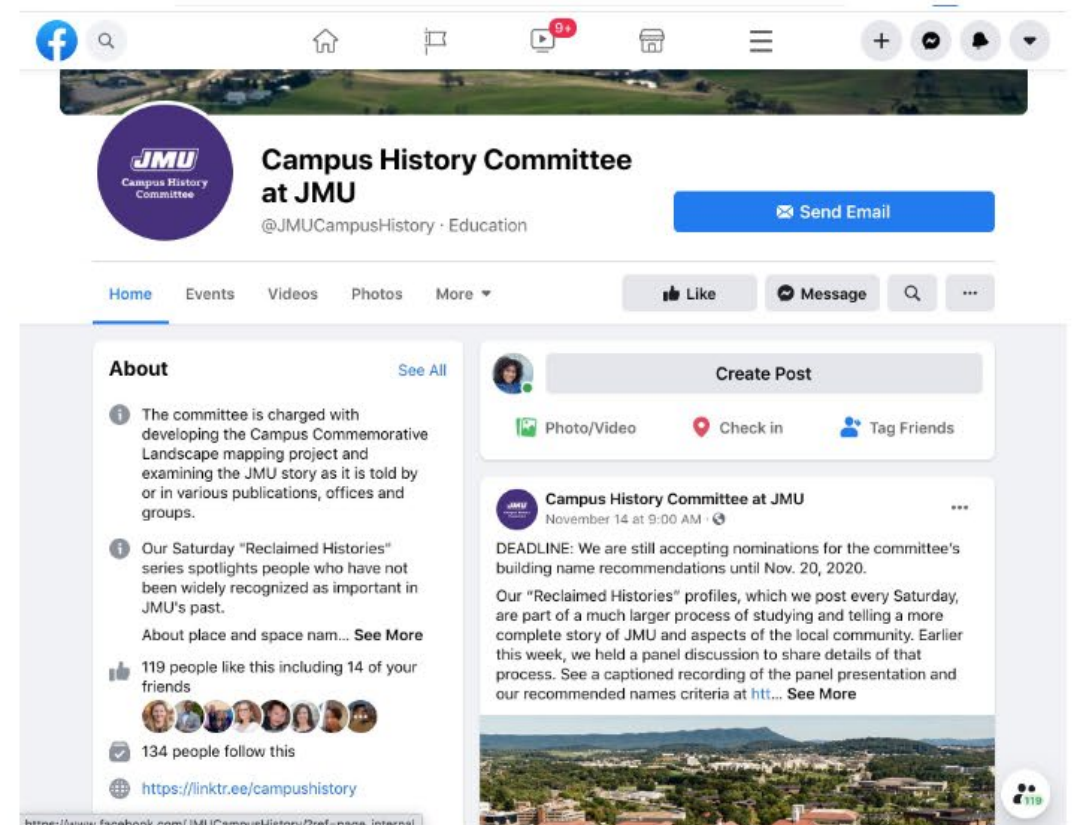 9+
JMU
Campus History
Committee
Campus History Committee
at JMU
@JMUCampusHistory · Education
Send Email
Home
Events
Videos
Photos
More
Like
Message
About
See All
The committee is charged with
developing the Campus Commemorative
Landscape mapping project and
examining the JMU story as it is told by
or in various publications, offices and
groups.
Our Saturday "Reclaimed Histories"
series spotlights people who have not
been widely recognized as important in
JMU's past.
About place and space nam... See More
119 people like this including 14 of your
friends
134 people follow this
https://linktr.ee/campushistory
https://www.facebook.com/JMUCampusHistory/?ref=page_internal
Create Post
Photo/Video
Check in
Tag Friends
JMU
Campus History Committee at JMU
November 14 at 9:00 AM ·
DEADLINE: We are still accepting nominations for the committee's
building name recommendations until Nov. 20, 2020.
Our "Reclaimed Histories" profiles, which we post every Saturday,
are part of a much larger process of studying and telling a more
complete story of JMU and aspects of the local community. Earlier
this week, we held a panel discussion to share details of that
process. See a captioned recording of the panel presentation and
our recommended names criteria at htt... See More
119